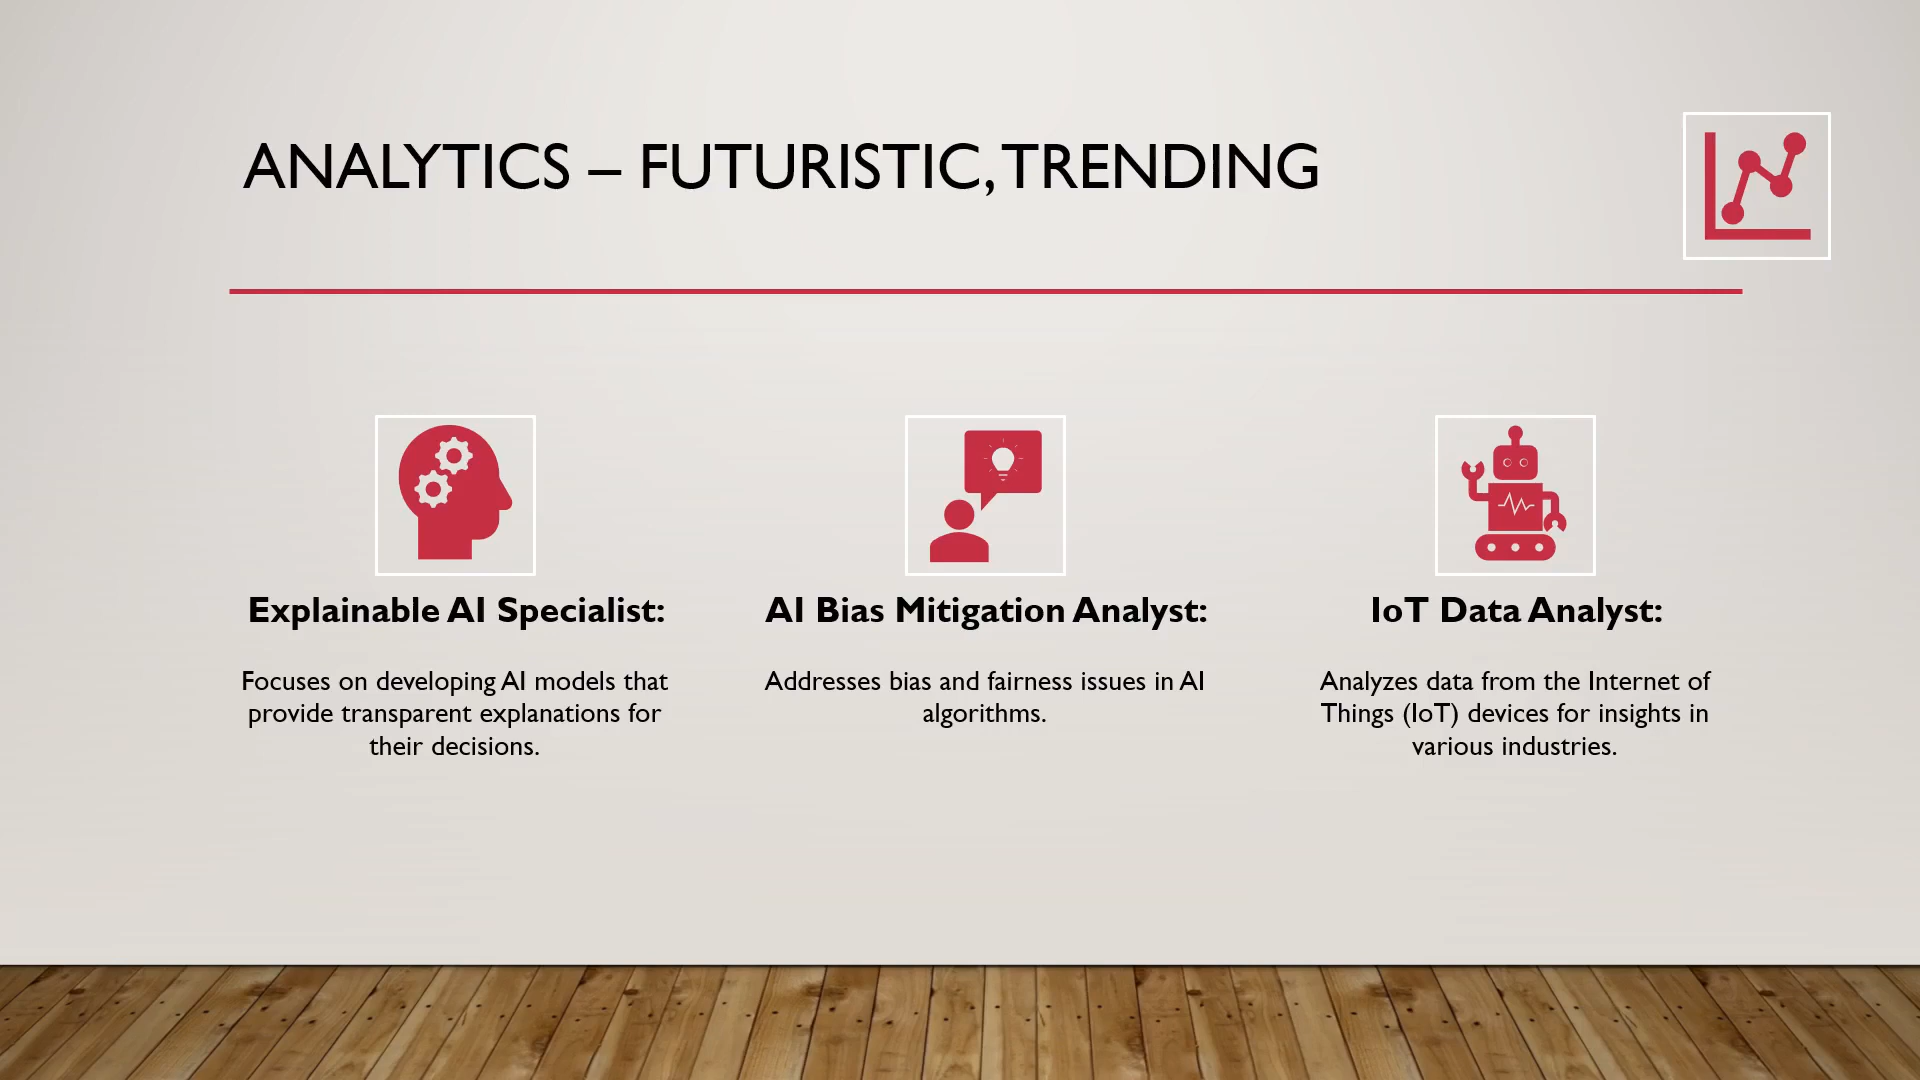 ANALYTICS – FUTURISTIC, TRENDING
Explainable AI Specialist:
Focuses on developing AI models that
provide transparent explanations for
their decisions.
AI Bias Mitigation Analyst:
Addresses bias and fairness issues in AI
algorithms.
IoT Data Analyst:
Analyzes data from the Internet of
Things (IoT) devices for insights in
various industries.